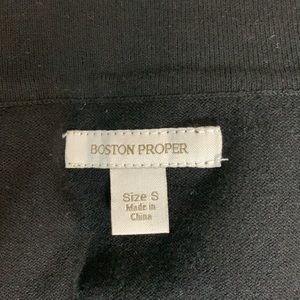 BOSTON PROPER
Size S
Made in
China